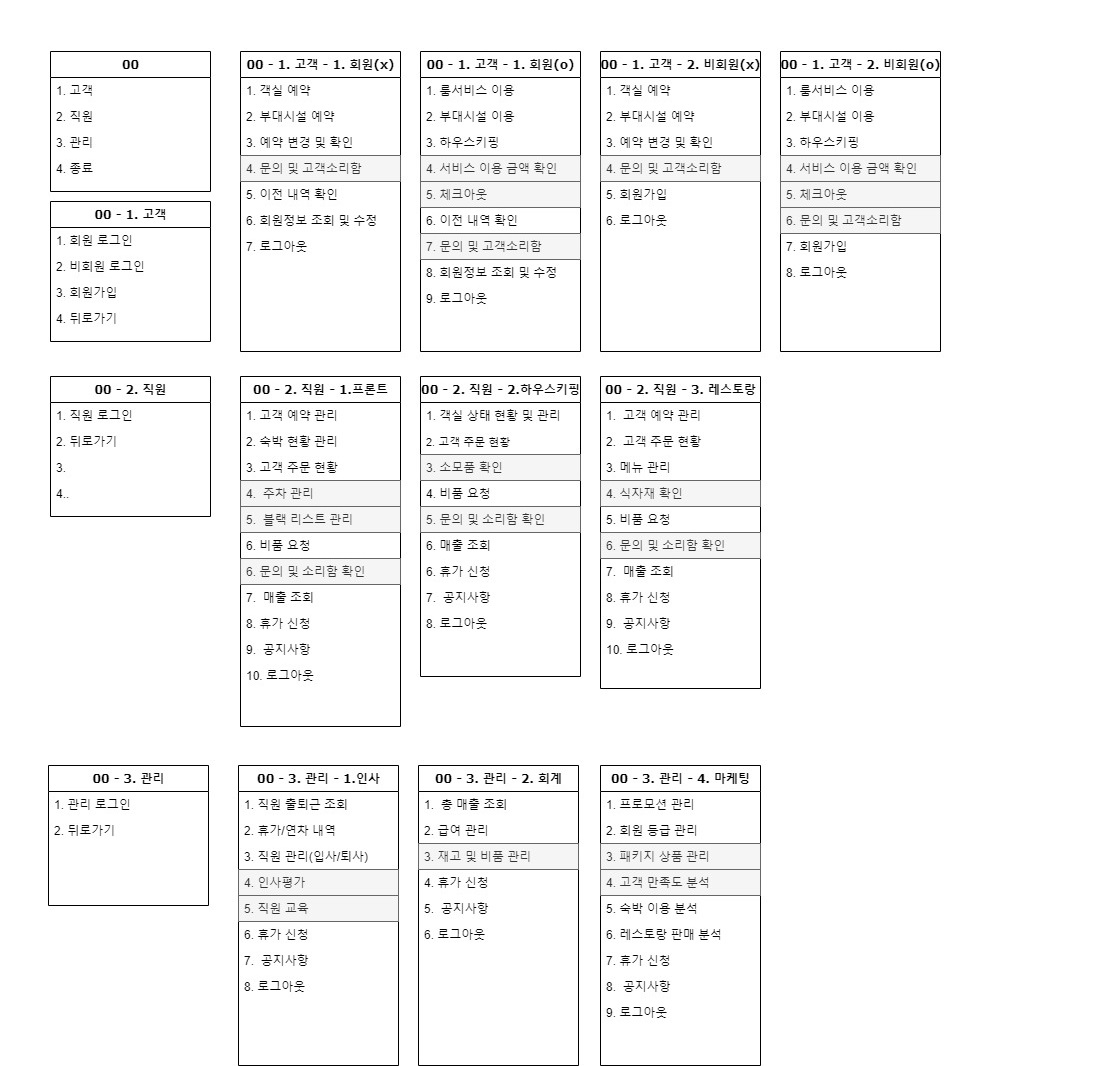 00
1. 고객
2. 직원
3. 관리
4. 종료
00 - 1. 고객
1. 회원 로그인
2. 비회원 로그인
3. 회원가입
4. 뒤로가기
00 - 1. 고객 - 1. 회원(x)
1. 객실 예약
2. 부대시설 예약
3. 예약 변경 및 확인
4. 문의 및 고객소리함
5. 이전 내역 확인
6. 회원정보 조회 및 수정
7. 로그아웃
00 - 1. 고객 - 1. 회원(o)
1. 룸서비스 이용
2. 부대시설 이용
3. 하우스키핑
4. 서비스 이용 금액 확인
5. 체크아웃
6. 이전 내역 확인
7. 문의 및 고객소리함
8. 회원정보 조회 및 수정
9. 로그아웃
00 - 1. 고객 - 2. 비회원(x)
1. 객실 예약
2. 부대시설 예약
3. 예약 변경 및 확인
4. 문의 및 고객소리함
5. 회원가입
6. 로그아웃
00 - 1. 고객 - 2. 비회원(o)
1. 룸서비스 이용
2. 부대시설 이용
3. 하우스키핑
4. 서비스 이용 금액 확인
5. 체크아웃
6. 문의 및 고객소리함
7. 회원가입
8. 로그아웃
00 - 2. 직원
1. 직원 로그인
2. 뒤로가기
3.
4..
00 - 2. 직원 - 1.프론트
1. 고객 예약 관리
2. 숙박 현황 관리
3. 고객 주문 현황
4. 주차 관리
5. 블랙 리스트 관리
6. 비품 요청
6. 문의 및 소리함 확인
7. 매출 조회
8. 휴가 신청
9. 공지사항
10. 로그아웃
00 - 2. 직원 - 2.하우스키핑
1. 객실 상태 현황 및 관리
2. 고객 주문 현황
3. 소모품 확인
4. 비품 요청
5. 문의 및 소리함 확인
6. 매출 조회
6. 휴가 신청
7. 공지사항
8. 로그아웃
00 - 2. 직원 - 3. 레스토랑
1. 고객 예약 관리
2. 고객 주문 현황
3. 메뉴 관리
4. 식자재 확인
5. 비품 요청
6. 문의 및 소리함 확인
7. 매출 조회
8. 휴가 신청
9. 공지사항
10. 로그아웃
00 - 3. 관리
1. 관리 로그인
2. 뒤로가기
00 - 3. 관리 - 1.인사
1. 직원 출퇴근 조회
2. 휴가/연차 내역
3. 직원 관리(입사/퇴사)
4. 인사평가
5. 직원 교육
6. 휴가 신청
7. 공지사항
8. 로그아웃
00 - 3. 관리 - 2. 회계
1. 총 매출 조회
2. 급여 관리
3. 재고 및 비품 관리
4. 휴가 신청
5. 공지사항
6. 로그아웃
00 - 3. 관리 - 4. 마케팅
1. 프로모션 관리
2. 회원 등급 관리
3. 패키지 상품 관리
4. 고객 만족도 분석
5. 숙박 이용 분석
6. 레스토랑 판매 분석
7. 휴가 신청
8. 공지사항
9. 로그아웃